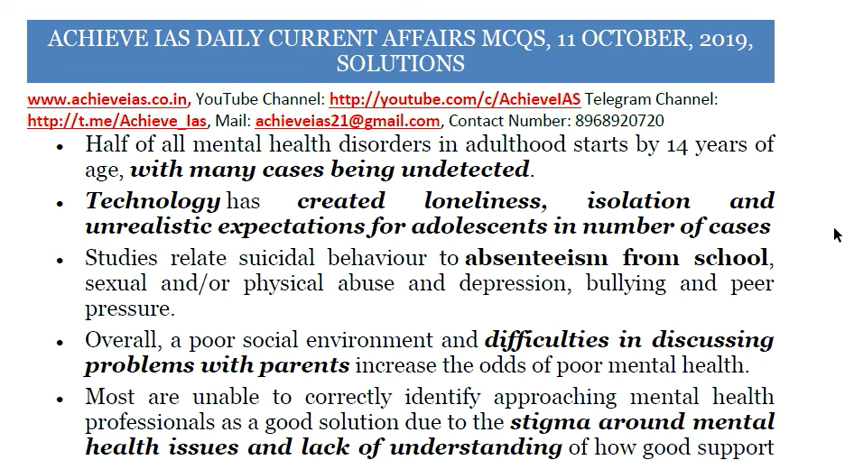 ACHIEVE IAS DAILY CURRENT AFFAIRS MCQS, 11 OCTOBER, 2019,
SOLUTIONS
www.achieveias.co.in, YouTube Channel: http://youtube.com/c/AchieveIAS Telegram Channel:
http://t.me/Achieve_Ias, Mail: achieveias21@gmail.com, Contact Number: 8968920720
• Half of all mental health disorders in adulthood starts by 14 years of
age, with many cases being undetected.
• Technology has created loneliness, isolation and
unrealistic expectations for adolescents in number of cases
• Studies relate suicidal behaviour to absenteeism from school,
sexual and/or physical abuse and depression, bullying and peer
pressure.
• Overall, a poor social environment and difficulties in discussing
problems with parents increase the odds of poor mental health.
• Most are unable to correctly identify approaching mental health
professionals as a good solution due to the stigma around mental
health issues and lack of understanding of how good support